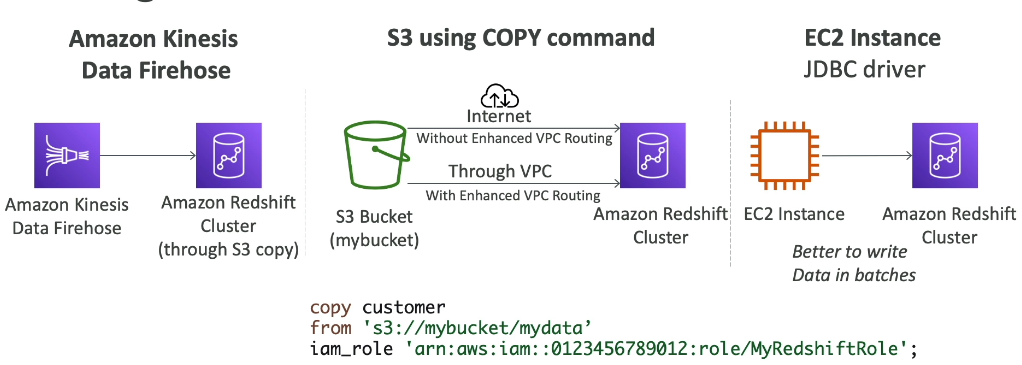 Amazon Kinesis
Data Firehose
Amazon Kinesis
Data Firehose
Amazon Redshift
Cluster
(through S3 copy)
S3 using COPY command
Internet
Without Enhanced VPC Routing
Through VPC
With Enhanced VPC Routing
S3 Bucket
(mybucket)
Amazon Redshift
Cluster
EC2 Instance
JDBC driver
EC2 Instance
Amazon Redshift
Cluster
Better to write
Data in batches
copy customer
from 's3://mybucket/mydata’
iam_role 'arn:aws:iam::0123456789012:role/MyRedshiftRole';